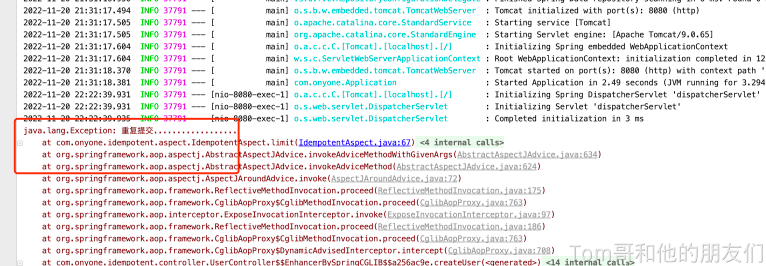 2022-11-20 21:31:17.494 INFO 37791 --- [ main] o.s.b.w.embedded.tomcat.TomcatWebServer : Tomcat initialized with port(s): 8080 (http)
2022-11-20 21:31:17.505 INFO 37791 --- [ main] o.apache.catalina.core.StandardService : Starting service [Tomcat]
2022-11-20 21:31:17.505 INFO 37791 --- [ main] org.apache.catalina.core.StandardEngine : Starting Servlet engine: [Apache Tomcat/9.0.65]
2022-11-20 21:31:17.604 INFO 37791 --- [ main] o.a.c.c.C.[Tomcat].[localhost].[/] : Initializing Spring embedded WebApplicationContext
2022-11-20 21:31:17.604 INFO 37791 --- [ main] w.s.c.ServletWebServerApplicationContext : Root WebApplicationContext: initialization completed in 12
2022-11-20 21:31:18.370 INFO 37791 --- [ main] o.s.b.w.embedded.tomcat.TomcatWebServer : Tomcat started on port(s): 8080 (http) with context path '
2022-11-20 21:31:18.381 INFO 37791 --- [ main] com.onyone.Application : Started Application in 2.49 seconds (JVM running for 3.294
2022-11-20 22:22:39.931 INFO 37791 --- [nio-8080-exec-1] o.a.c.c.C.[Tomcat].[localhost].[/] : Initializing Spring DispatcherServlet 'dispatcherServlet'
2022-11-20 22:22:39.931 INFO 37791 --- [nio-8080-exec-1] o.s.web.servlet.DispatcherServlet : Initializing Servlet 'dispatcherServlet'
2022-11-20 22:22:39.934 INFO 37791 --- [nio-8080-exec-1] o.s.web.servlet.DispatcherServlet : Completed initialization in 3 ms
java.lang.Exception: 重复提交..................
at com.onyone.idempotent.aspect.IdempotentAspect.limit(IdempotentAspect.java:67) <4 internal calls>
at org.springframework.aop.aspectj.AbstractAspectJAdvice.invokeAdviceMethodWithGivenArgs(AbstractAspectJAdvice.java:634)
at org.springframework.aop.aspectj.AbstractAspectJAdvice.invokeAdviceMethod(AbstractAspectJAdvice.java:624)
at org.springframework.aop.aspectj.AspectJAroundAdvice.invoke(AspectJAroundAdvice.java:72)
at org.springframework.aop.framework.ReflectiveMethodInvocation.proceed(ReflectiveMethodInvocation.java:175)
at org.springframework.aop.framework.CglibAopProxy$CglibMethodInvocation.proceed(CglibAopProxy.java:763)
at org.springframework.aop.interceptor.ExposeInvocationInterceptor.invoke(ExposeInvocationInterceptor.java:97)
at org.springframework.aop.framework.ReflectiveMethodInvocation.proceed(ReflectiveMethodInvocation.java:186)
at org.springframework.aop.framework.CglibAopProxy$CglibMethodInvocation.proceed(CglibAopProxy.java:763)
at org.springframework.aop.framework.CglibAopProxy$DynamicAdvisedInterceptor.intercept(CglibAopProxy.java:708)
at com.onyone.idempotent.controller.UserController$$EnhancerBySpringCGLIB$$a256ac9e.createUser(<generated>) <14 internal calls>
Tom哥和他的朋友们